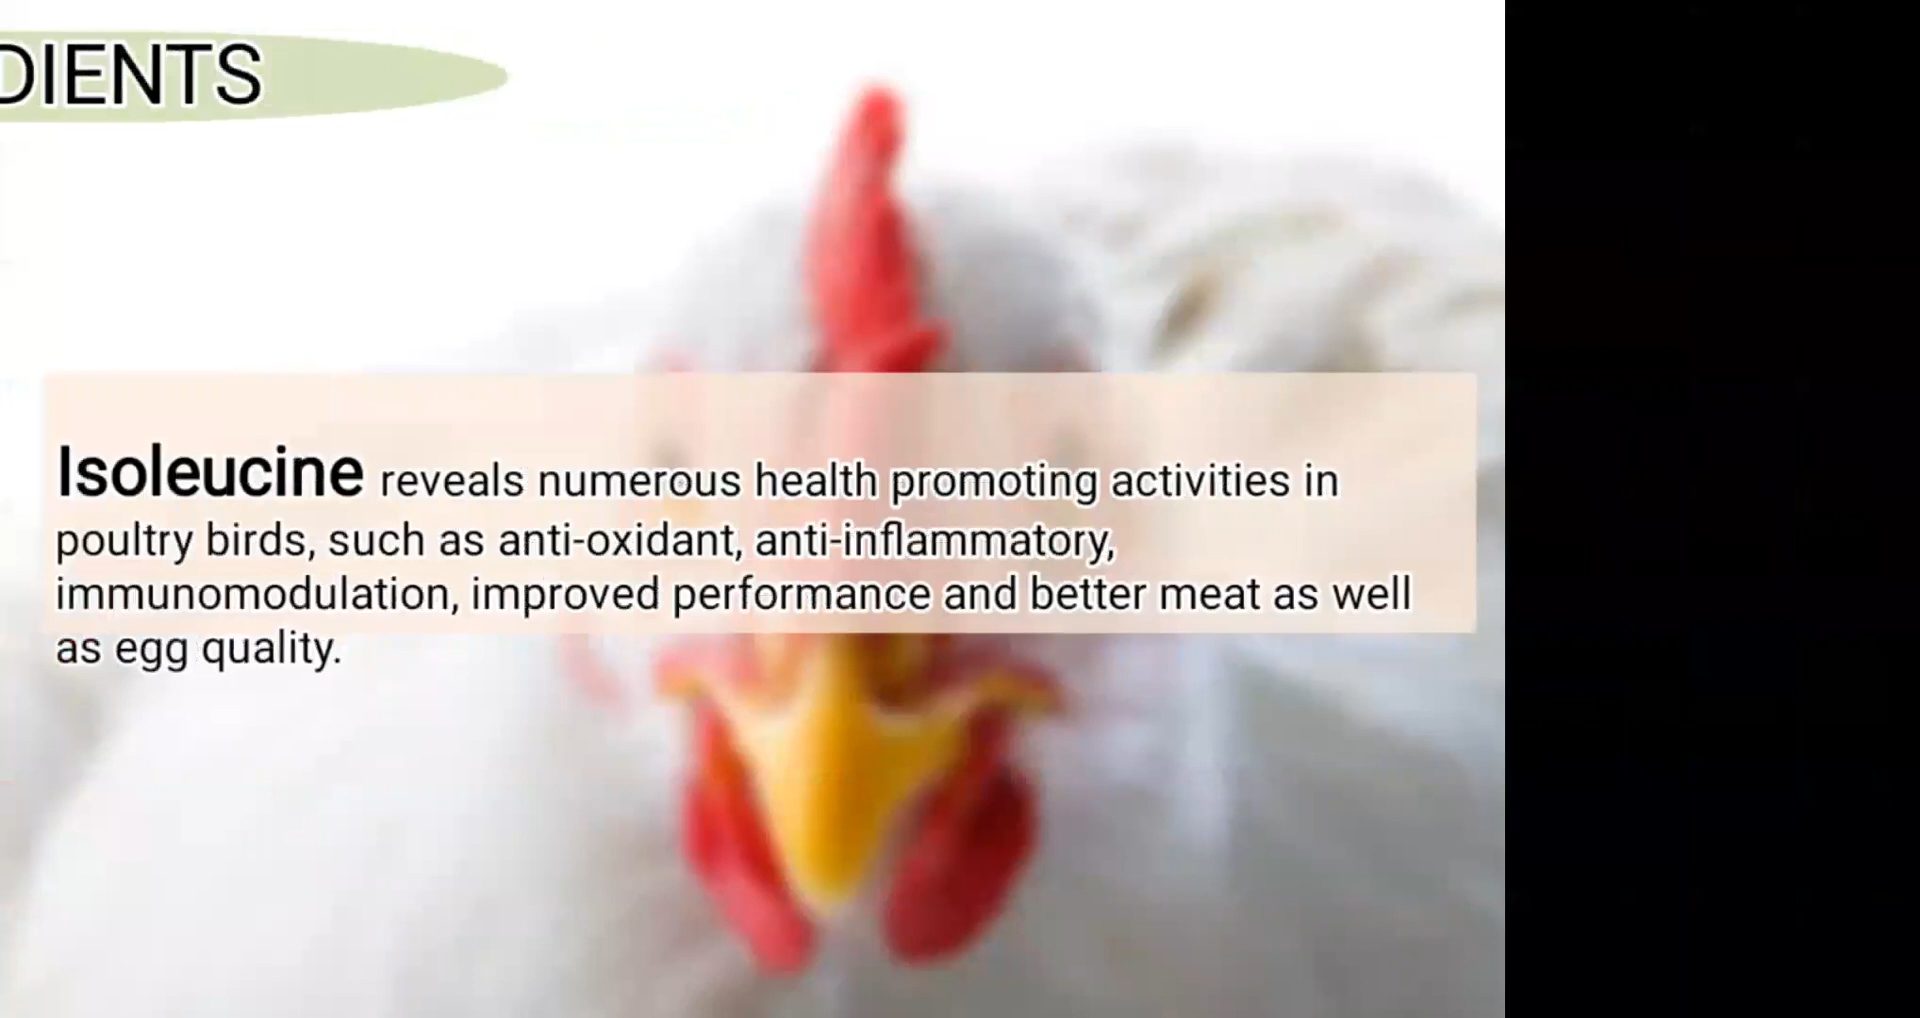 DIENTS
Isoleucine reveals numerous health promoting activities in
poultry birds, such as anti-oxidant, anti-inflammatory,
immunomodulation, improved performance and better meat as well
as egg quality.